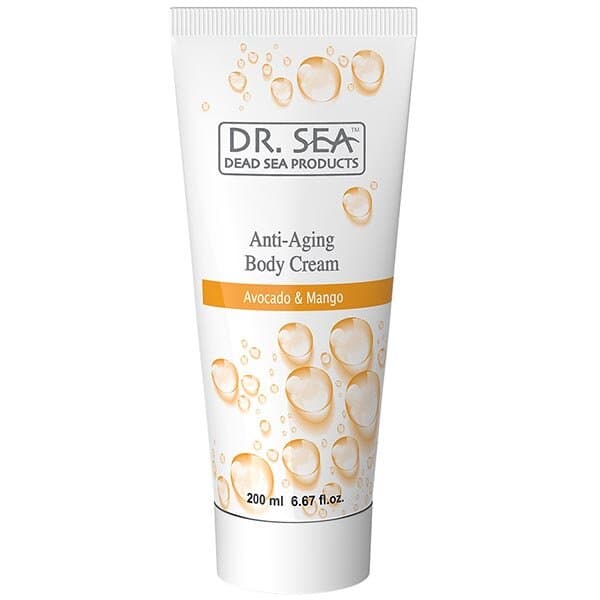 DR. SEA™
DEAD SEA PRODUCTS
Anti-Aging
Body Cream
Avocado & Mango
200 ml 6.67 fl.oz.